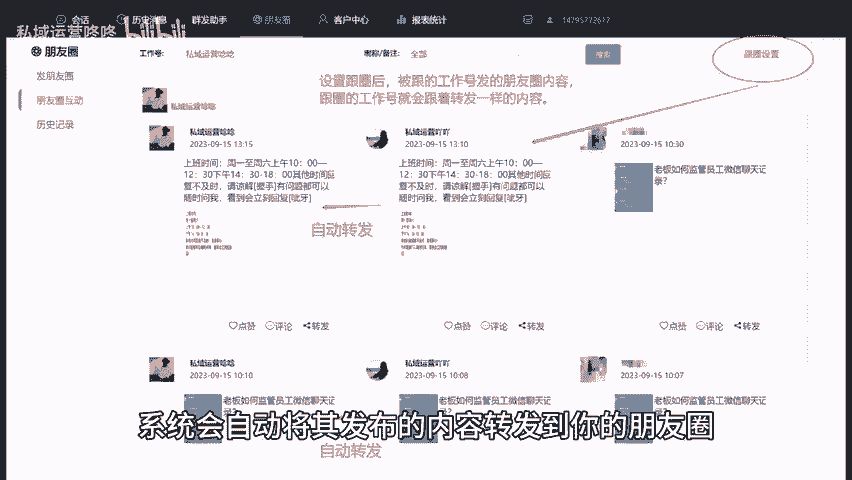 会话 历史消息 群发助手 朋友圈 客户中心 报表统计
私域运营咚咚 bilibili
朋友圈 工作号: 私域运营咚咚 昵称/备注: 全部 搜索 跟圈设置
发朋友圈
朋友圈互动
历史记录
设置跟圈后，被跟的工作号发的朋友圈内容，
跟圈的工作号就会跟着转发一样的内容。
私域运营咚咚
私域运营咚咚
2023-09-15 13:15
上班时间：周一至周六上午10：00—
12：30下午14：30-18：00其他时间应
复不及时，请谅解[握手]有问题都可以
随时问我，看到会立刻回复[呲牙]
私域运营吖吖
2023-09-15 13:10
上班时间：周一至周六上午10：00—
12：30下午14：30-18：00其他时间应
复不及时，请谅解[握手]有问题都可以
随时问我，看到会立刻回复[呲牙]
2023-09-15 10:30
老板如何监管员工微信聊天记
录？
自动转发
点赞 评论 转发
点赞 评论 转发
点赞 评论 转发
私域运营咚咚
2023-09-15 10:10
老板如何监管员工微信聊天记
私域运营吖吖
2023-09-15 10:08
老板如何监管员工微信聊天记
2023-09-15 10:07
老板如何监管员工微信聊天记
系统会自动将其发布的内容转发到你的朋友圈
自动转发